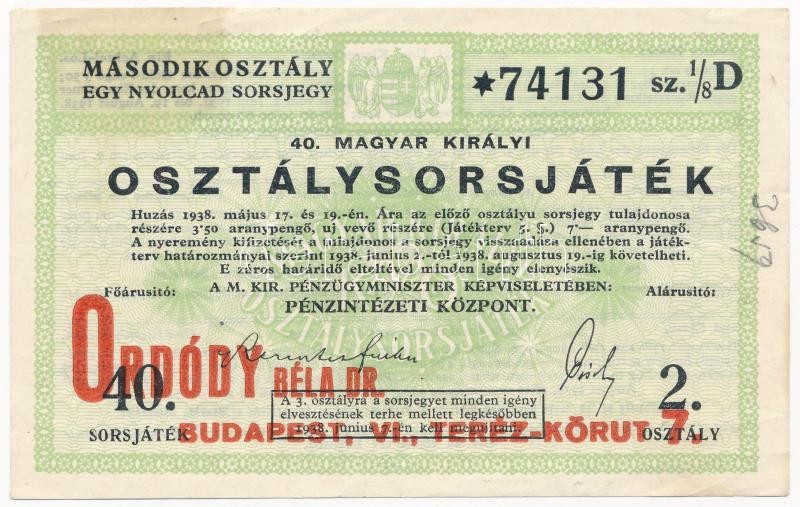 MÁSODIK OSZTÁLY
EGY NYOLCAD SORSJEGY
*74131 sz. 1/8 D
40. MAGYAR KIRÁLYI
OSZTÁLYSORSJÁTÉK
Huzás 1938. május 17. és 19.-én. Ára az előző osztályu sorsjegy tulajdonosa
részére 3'50 aranypengő, uj vevő részére (Játékterv 5. §.) 7'— aranypengő.
A nyeremény kifizetését a tulajdonos a sorsjegy visszaadása ellenében a játék-
terv határozmányai szerint 1938. junius 2.-tól 1938. augusztus 19.-ig követelheti.
E záros határidő elteltével minden igény elenyészik.
Főárusitó:
A M. KIR. PÉNZÜGYMINISZTER KÉPVISELETÉBEN:
Alárusitó:
PÉNZINTÉZETI KÖZPONT.
ORDÓDY BÉLA DR.
40.
SORSJÁTÉK
A 3. osztályra a sorsjegyet minden igény
elvesztésének terhe mellett legkésőbben
1938. junius 7.-én kell megujitani.
2.
OSZTÁLY
BUDAPEST, VI., TERÉZ-KÖRUT 7.